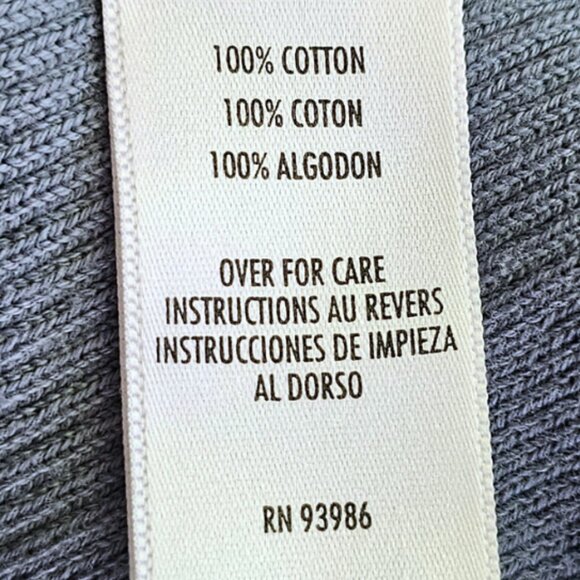 100% COTTON
100% COTON
100% ALGODON
OVER FOR CARE
INSTRUCTIONS AU REVERS
INSTRUCCIONES DE IMPIEZA
AL DORSO
RN 93986